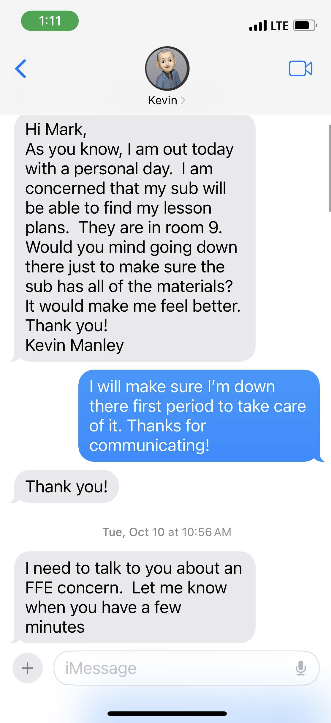 1:11
LTE
Kevin
Hi Mark,
As you know, I am out today
with a personal day.  I am
concerned that my sub will
be able to find my lesson
plans.  They are in room 9.
Would you mind going down
there just to make sure the
sub has all of the materials?
It would make me feel better.
Thank you!
Kevin Manley
I will make sure I'm down
there first period to take care
of it. Thanks for
communicating!
Thank you!
Tue, Oct 10 at 10:56 AM
I need to talk to you about an
FFE concern.  Let me know
when you have a few
minutes
iMessage